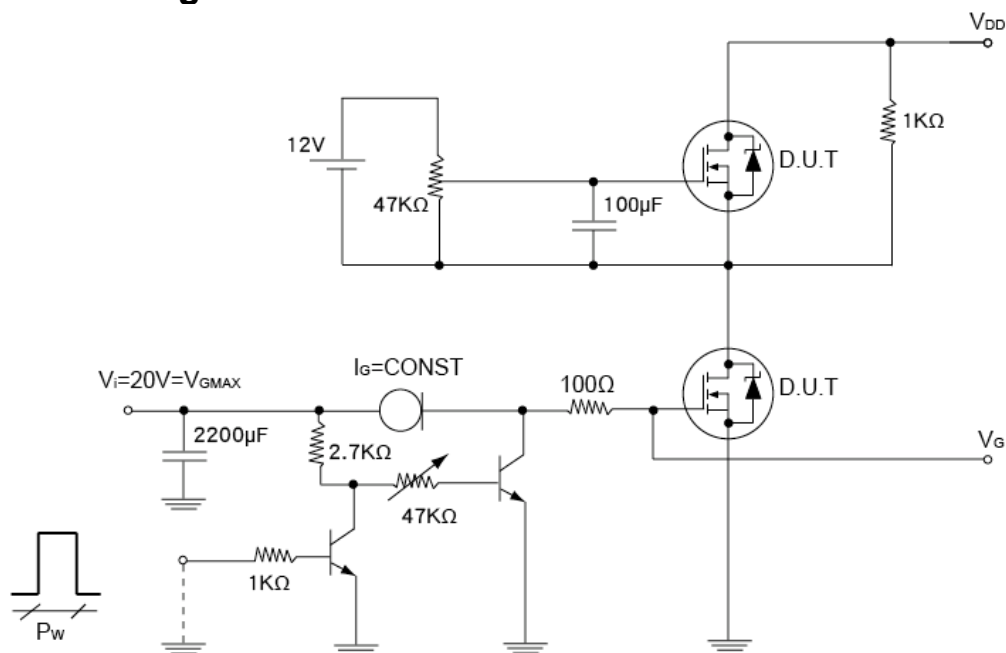 VDD
12V
1KΩ
D.U.T
47KΩ
100µF
Vi=20V=VGMAX
IG=CONST
100Ω
D.U.T
2200µF
2.7KΩ
VG
47KΩ
1KΩ
PW